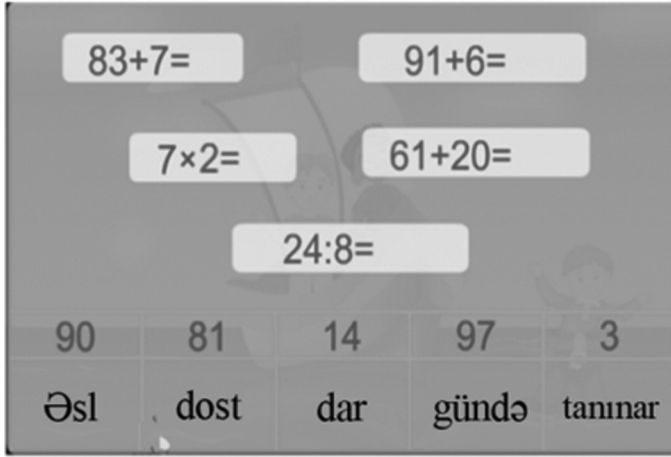 83+7= 91+6=
7×2= 61+20=
24:8=
90 81 14 97 3
Əsl dost dar gündə tanınar